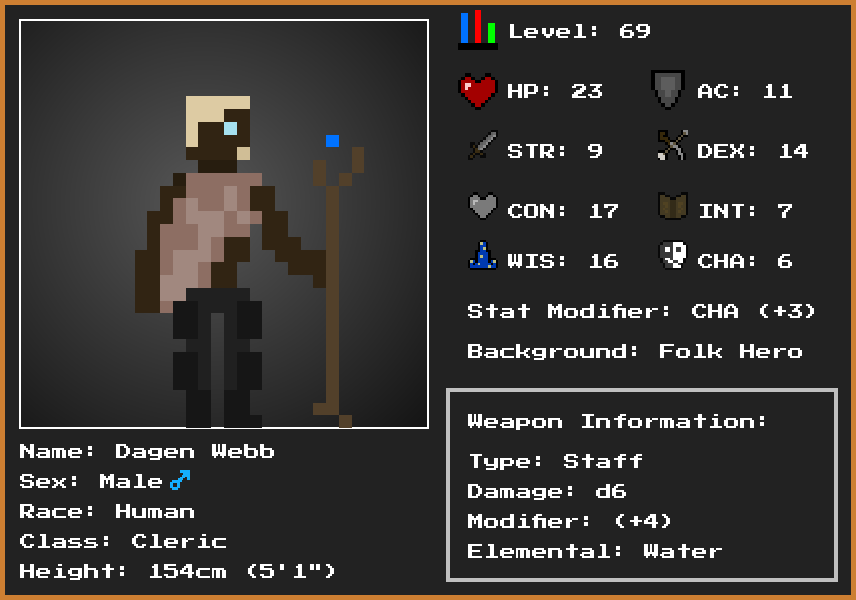 Level: 69
HP: 23 AC: 11
STR: 9 DEX: 14
CON: 17 INT: 7
WIS: 16 CHA: 6
Stat Modifier: CHA (+3)
Background: Folk Hero
Weapon Information:
Type: Staff
Damage: d6
Modifier: (+4)
Elemental: Water
Name: Dagen Webb
Sex: Male ♂
Race: Human
Class: Cleric
Height: 154cm (5'1")